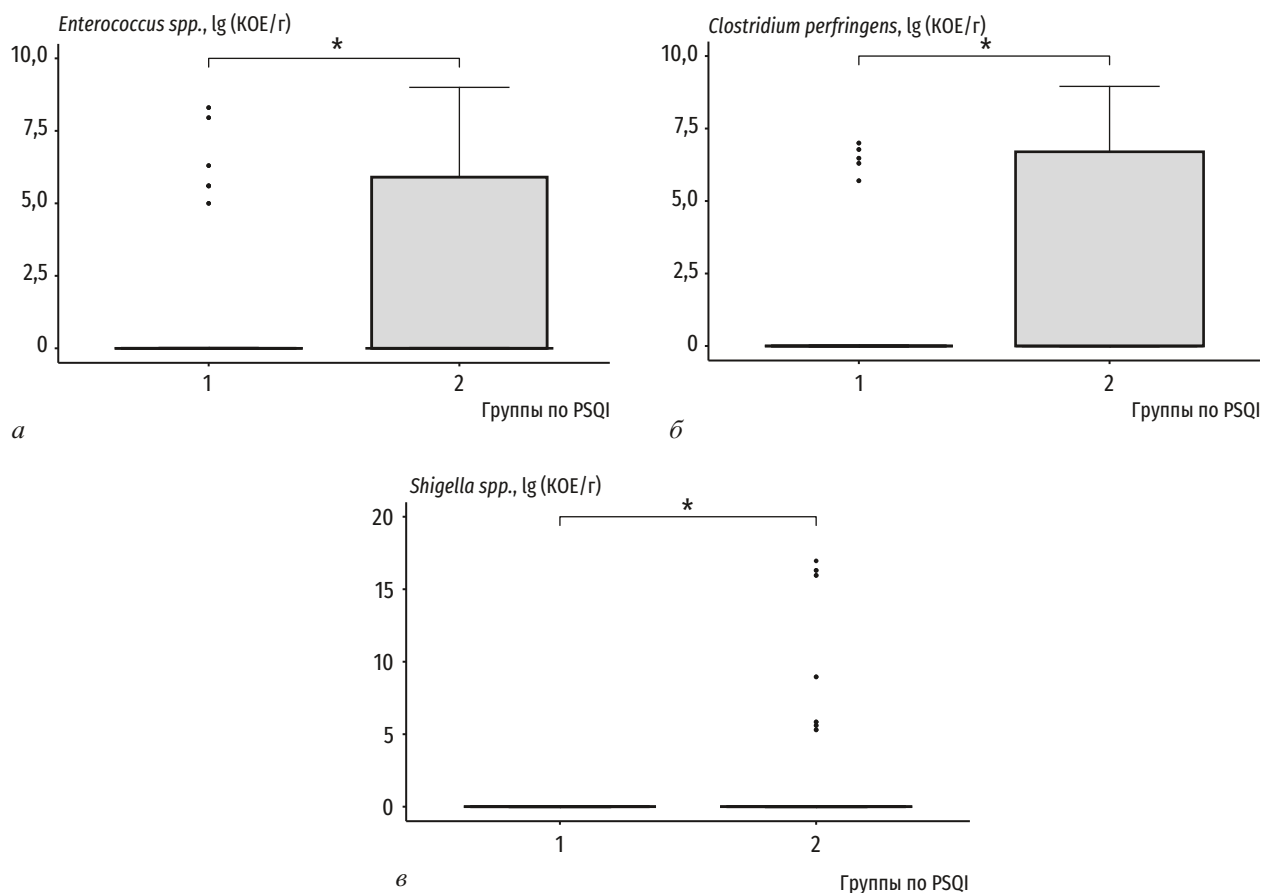 Enterococcus spp., lg (КОЕ/г)
*
10,0
7,5
5,0
2,5
0
1 2
Группы по PSQI
а
Clostridium perfringens, lg (КОЕ/г)
*
10,0
7,5
5,0
2,5
0
1 2
Группы по PSQI
б
Shigella spp., lg (КОЕ/г)
*
20
15
10
5
0
1 2
Группы по PSQI
в